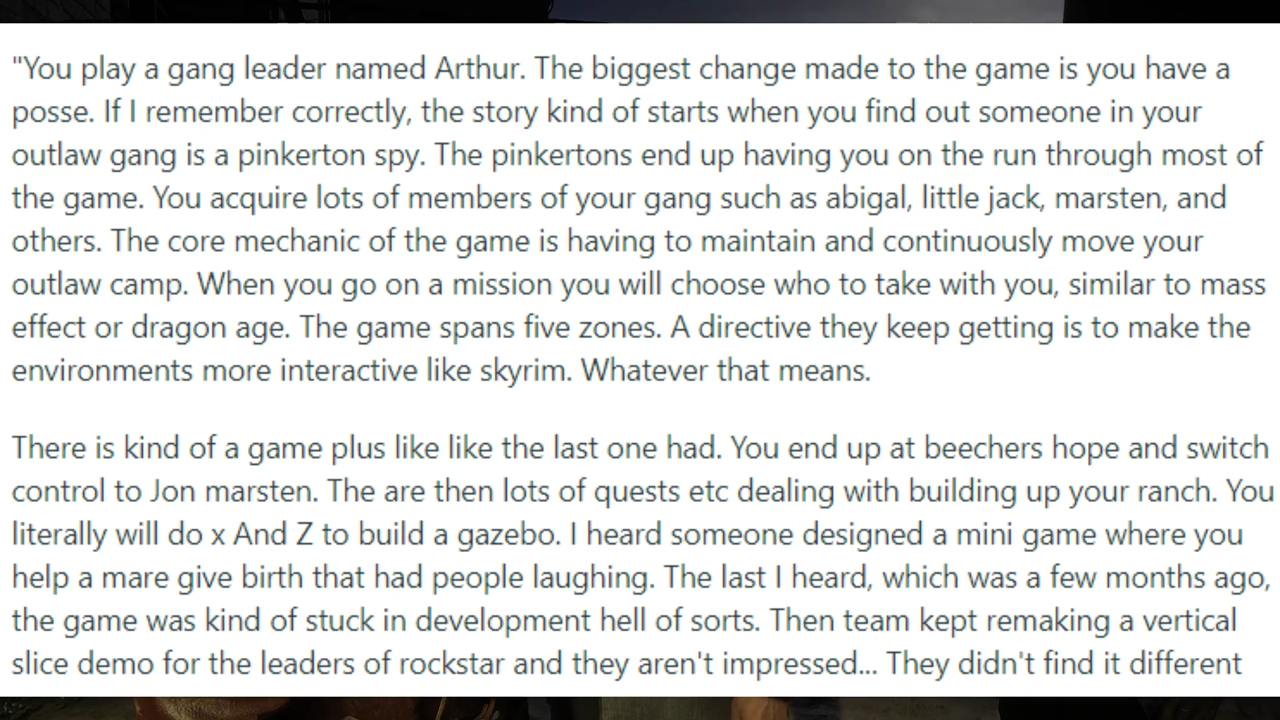 "You play a gang leader named Arthur. The biggest change made to the game is you have a
posse. If I remember correctly, the story kind of starts when you find out someone in your
outlaw gang is a pinkerton spy. The pinkertons end up having you on the run through most of
the game. You acquire lots of members of your gang such as abigal, little jack, marsten, and
others. The core mechanic of the game is having to maintain and continuously move your
outlaw camp. When you go on a mission you will choose who to take with you, similar to mass
effect or dragon age. The game spans five zones. A directive they keep getting is to make the
environments more interactive like skyrim. Whatever that means.

There is kind of a game plus like like the last one had. You end up at beechers hope and switch
control to Jon marsten. The are then lots of quests etc dealing with building up your ranch. You
literally will do x And Z to build a gazebo. I heard someone designed a mini game where you
help a mare give birth that had people laughing. The last I heard, which was a few months ago,
the game was kind of stuck in development hell of sorts. Then team kept remaking a vertical
slice demo for the leaders of rockstar and they aren't impressed... They didn't find it different